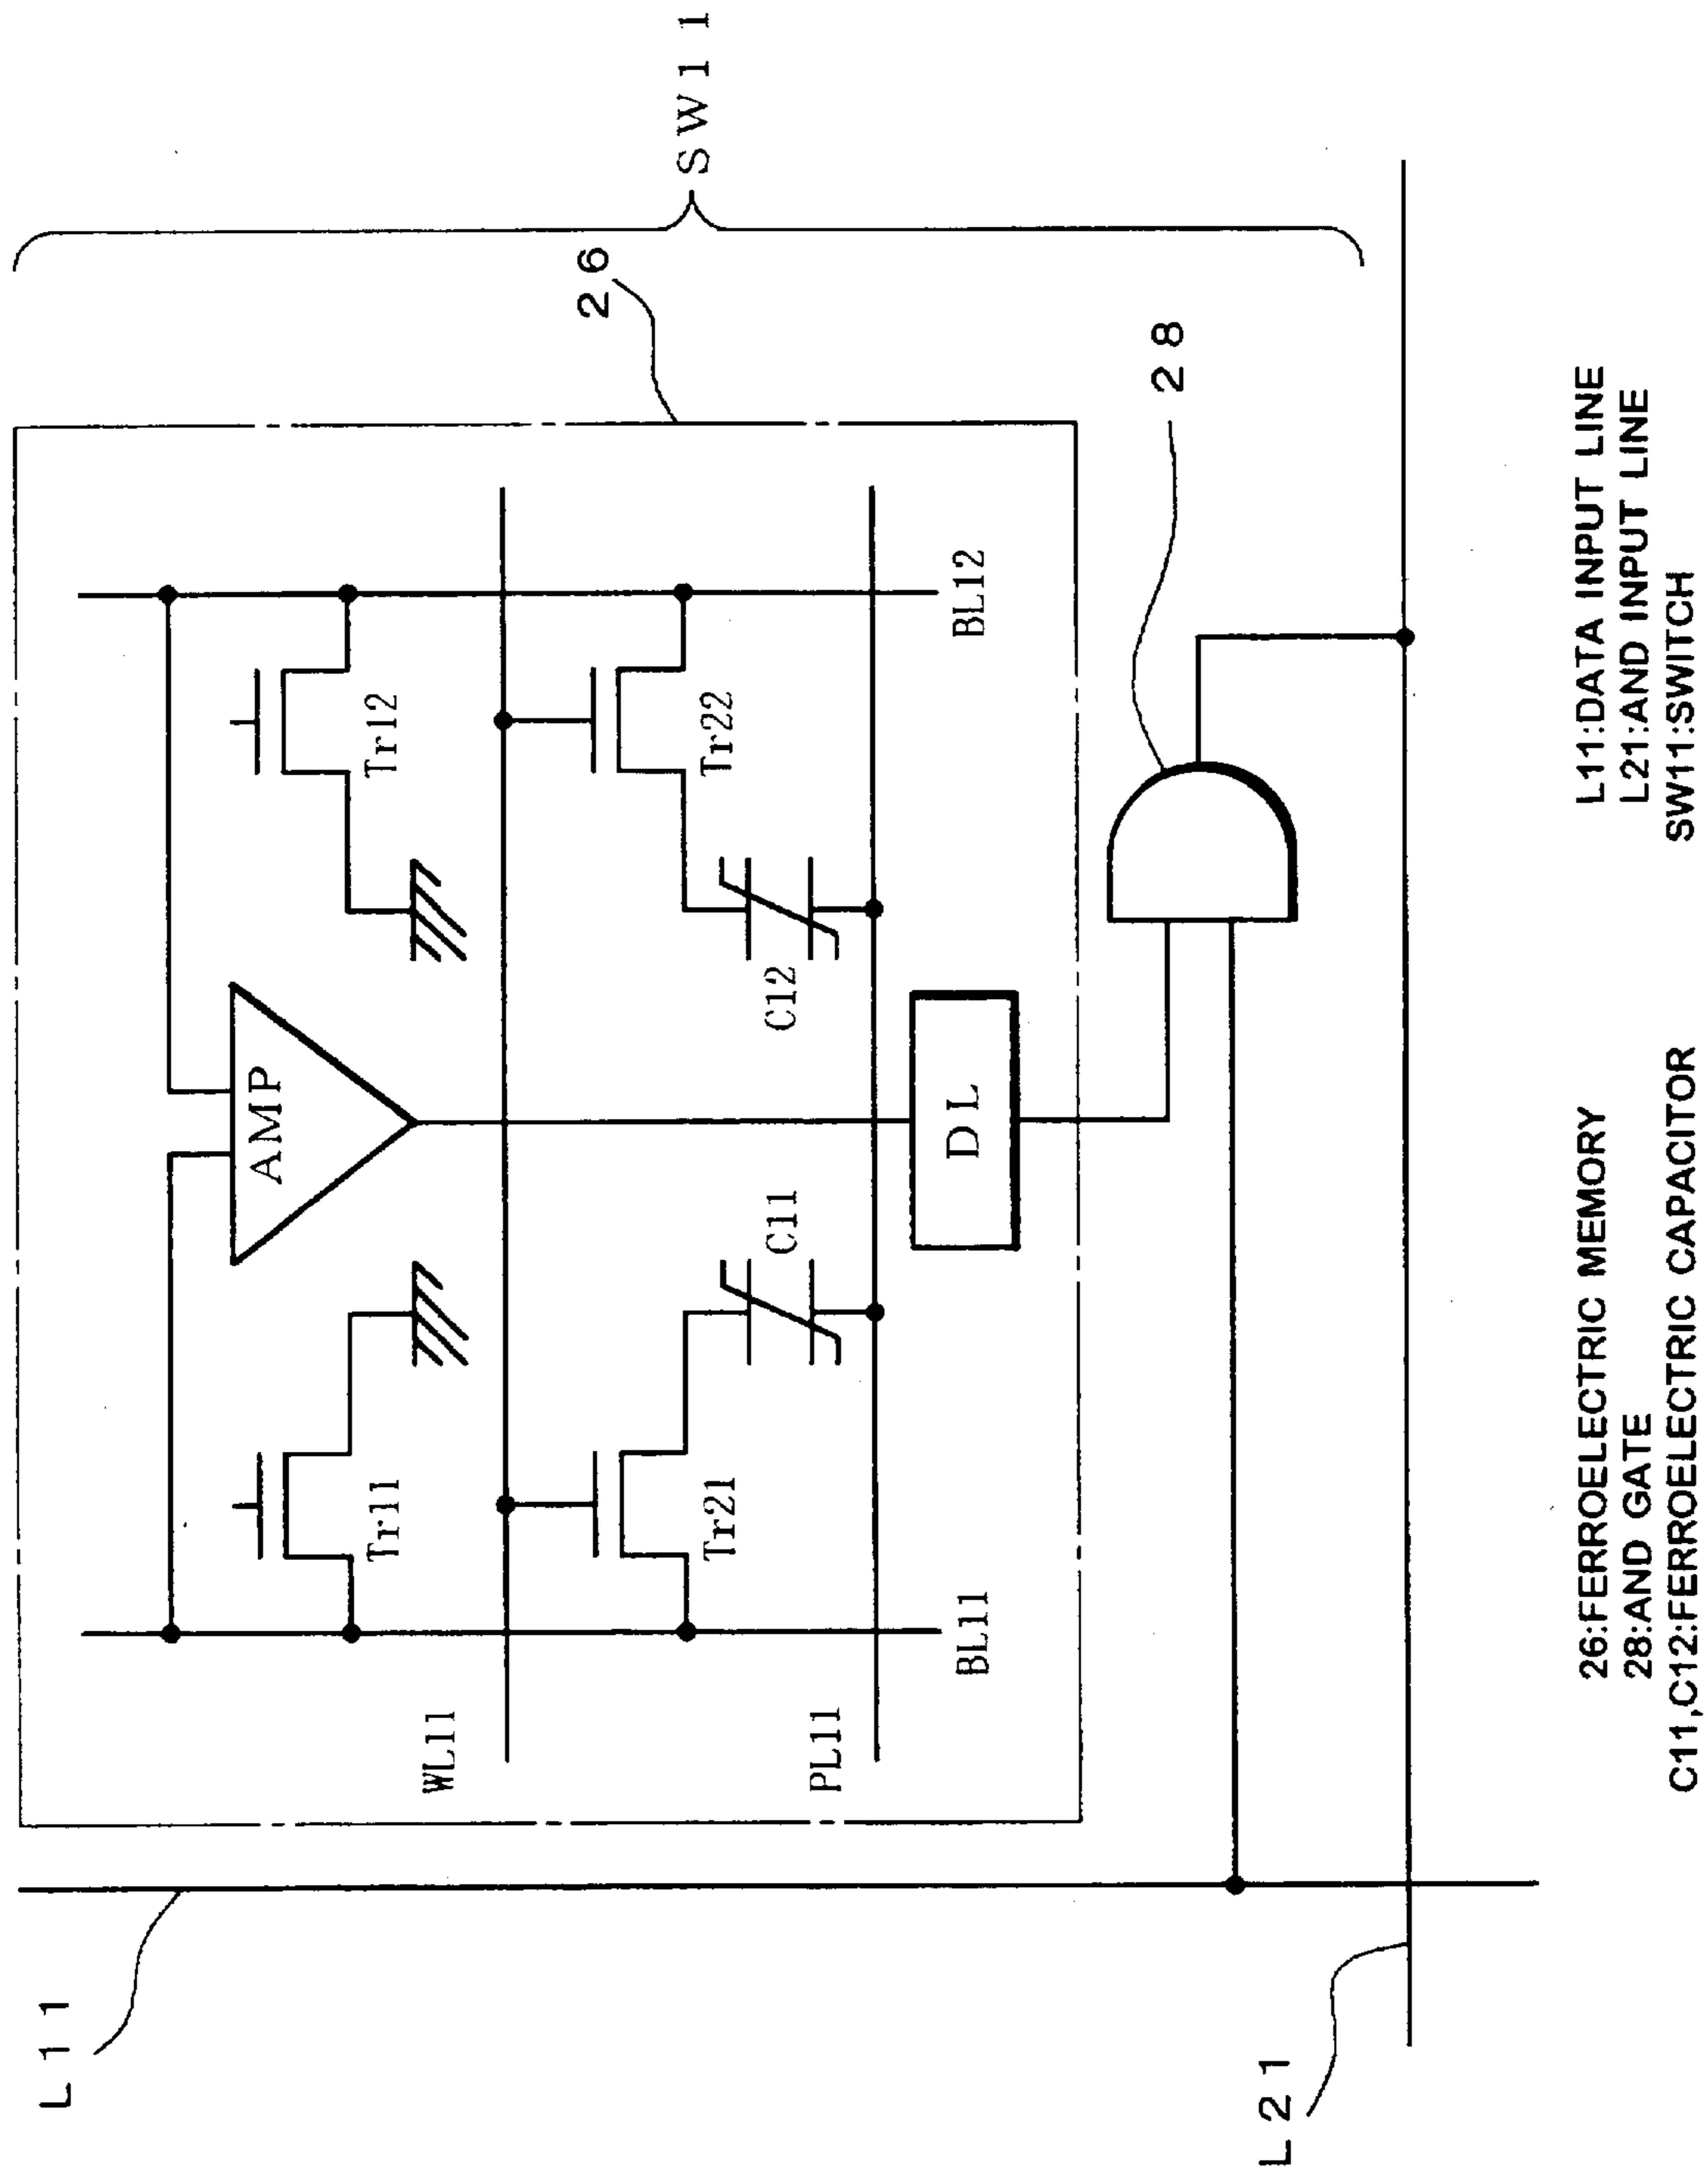 L11
SW11
26
AMP
Tr11
Tr12
WL11
Tr21
Tr22
C11
C12
PL11
BL11
BL12
DL
28
L21
26:FERROELECTRIC MEMORY
28:AND GATE
C11,C12:FERROELECTRIC CAPACITOR
L11:DATA INPUT LINE
L21:AND INPUT LINE
SW11:SWITCH